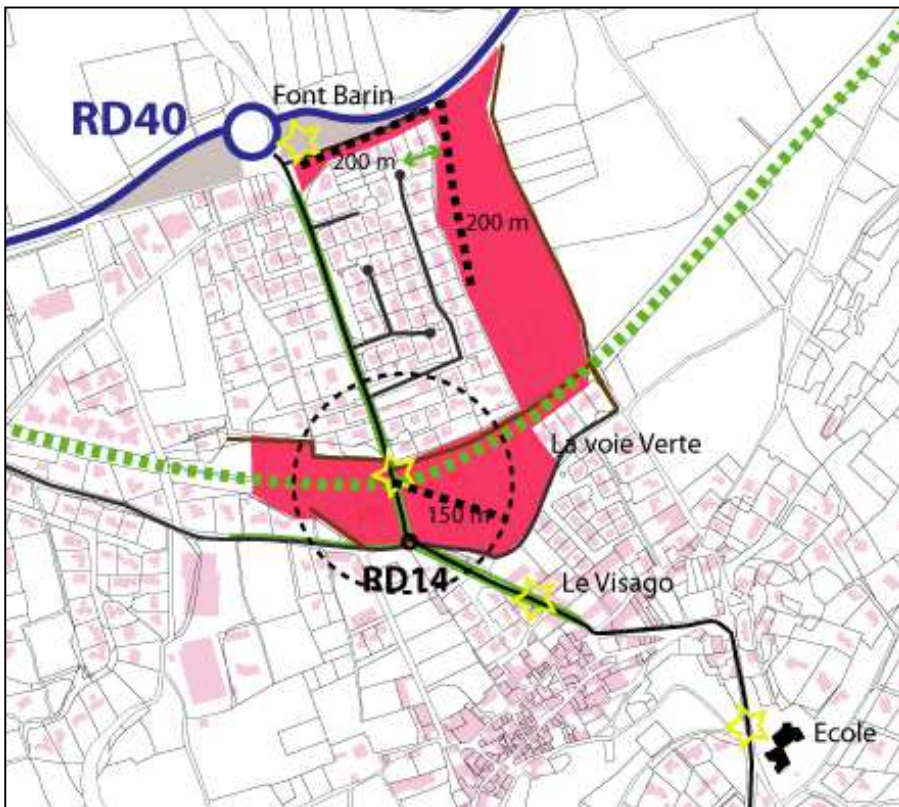 Font Barin
RD40
200 m
200 m
La voie Verte
150 m
RD14
Le Visago
Ecole